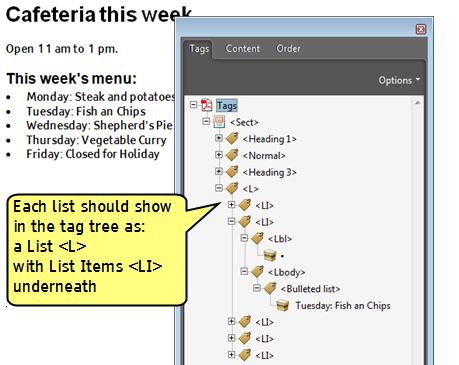 Cafeteria this week
Open 11 am to 1 pm.
This week's menu:
• Monday: Steak and potatoes
• Tuesday: Fish an Chips
• Wednesday: Shepherd's Pie
• Thursday: Vegetable Curry
• Friday: Closed for Holiday
Each list should show
in the tag tree as:
a List <L>
with List Items <LI>
underneath
Tags Content Order
Options
Tags
<Sect>
<Heading 1>
<Normal>
<Heading 3>
<L>
<LI>
<LI>
<Lbl>
•
<Lbody>
<Bulleted list>
Tuesday: Fish an Chips
<LI>
<LI>
<LI>